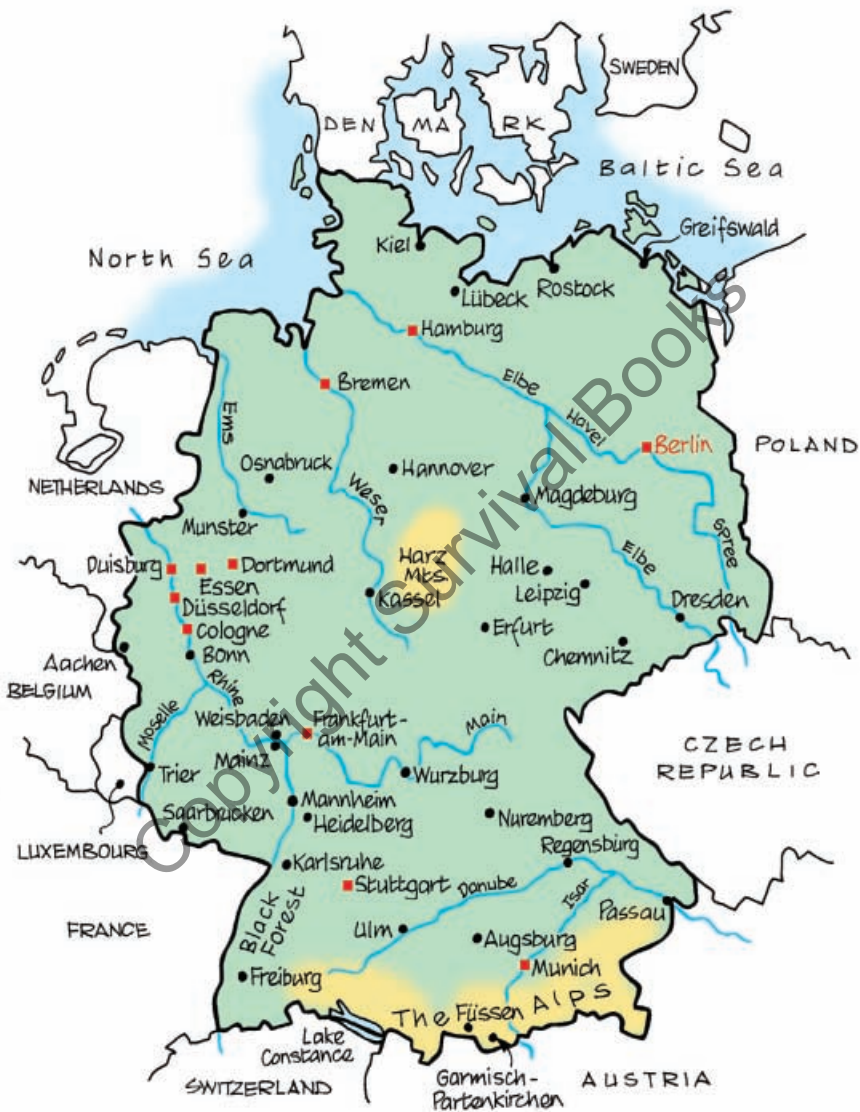 SWEDEN
DEN MA RK
Baltic Sea
Greifswald
Kiel
North Sea
Lübeck
Rostock
Hamburg
Elbe
Bremen
Havel
Ems
Berlin
POLAND
Osnabruck
Hannover
NETHERLANDS
Weser
Magdeburg
Munster
Spree
Elbe
Harz
Mts.
Duisburg
Dortmund
Halle
Essen
Leipzig
Kassel
Dresden
Düsseldorf
Cologne
Erfurt
Chemnitz
Bonn
Aachen
BELGIUM
Rhine
Moselle
Weisbaden
Frankfurt-
am-Main
Main
CZECH
REPUBLIC
Mainz
Trier
Wurzburg
Mannheim
Saarbrucken
Heidelberg
Nuremberg
LUXEMBOURG
Regensburg
Karlsruhe
Stuttgart
Danube
Isar
Passau
FRANCE
Black
Forest
Ulm
Augsburg
Munich
Freiburg
The Alps
Füssen
Lake
Constance
Garmisch-
Partenkirchen
SWITZERLAND
AUSTRIA
Copyright Survival Books